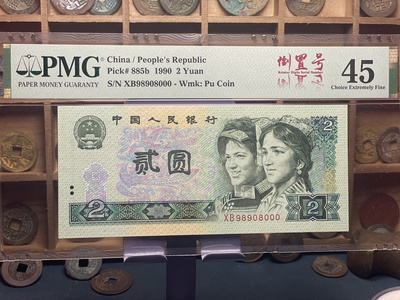 PMG
PAPER MONEY GUARANTY
China / People's Republic
Pick# 885b 1990 2 Yuan
S/N XB98908000 - Wmk: Pu Coin
倒置号
45
Choice Extremely Fine
中国人民银行
2
贰圆
XB98908000
2
2